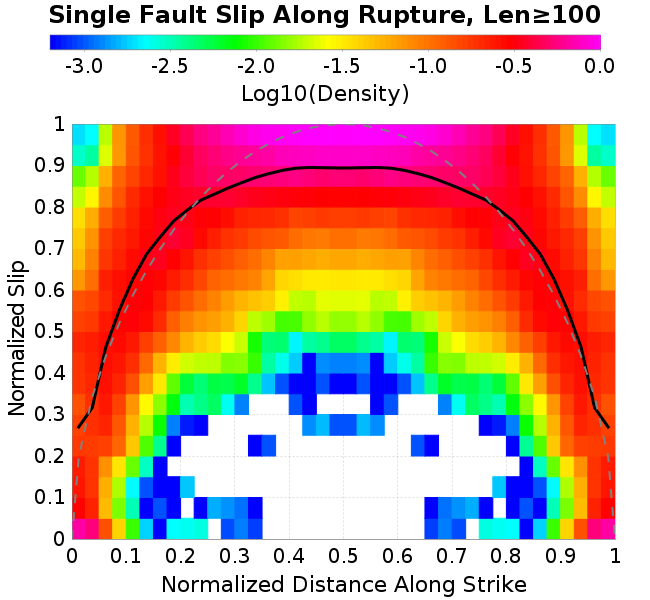 Single Fault Slip Along Rupture, Len≥100
-3.0 -2.5 -2.0 -1.5 -1.0 -0.5 0.0
Log10(Density)
1
0.9
0.8
0.7
0.6
0.5
0.4
0.3
0.2
0.1
0
Normalized Slip
0 0.1 0.2 0.3 0.4 0.5 0.6 0.7 0.8 0.9 1
Normalized Distance Along Strike